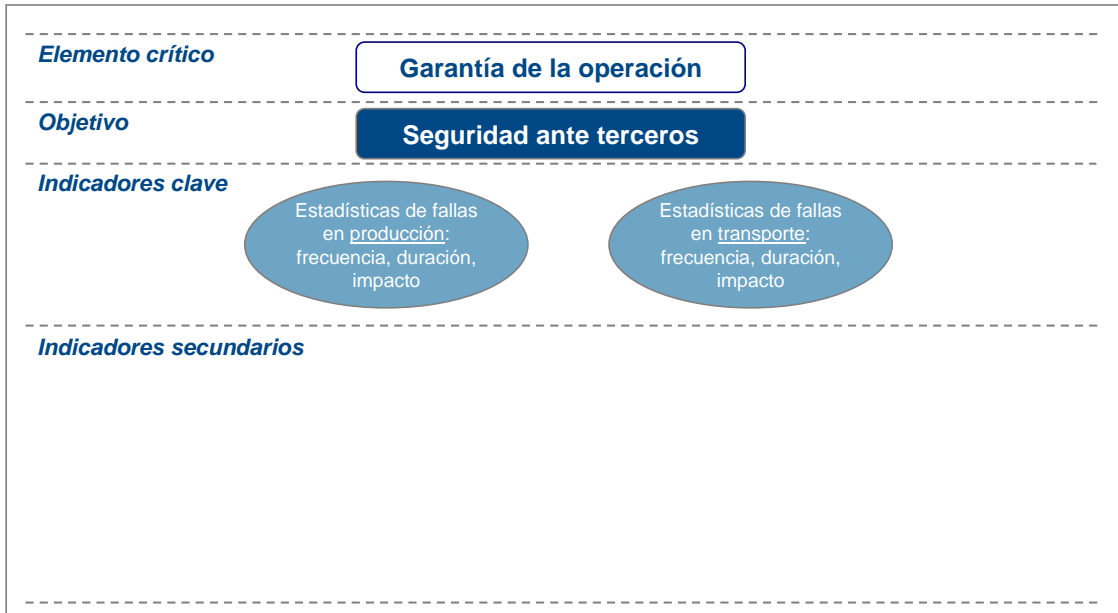 Elemento crítico
Garantía de la operación
Objetivo
Seguridad ante terceros
Indicadores clave
Estadísticas de fallas
en producción:
frecuencia, duración,
impacto
Estadísticas de fallas
en transporte:
frecuencia, duración,
impacto
Indicadores secundarios